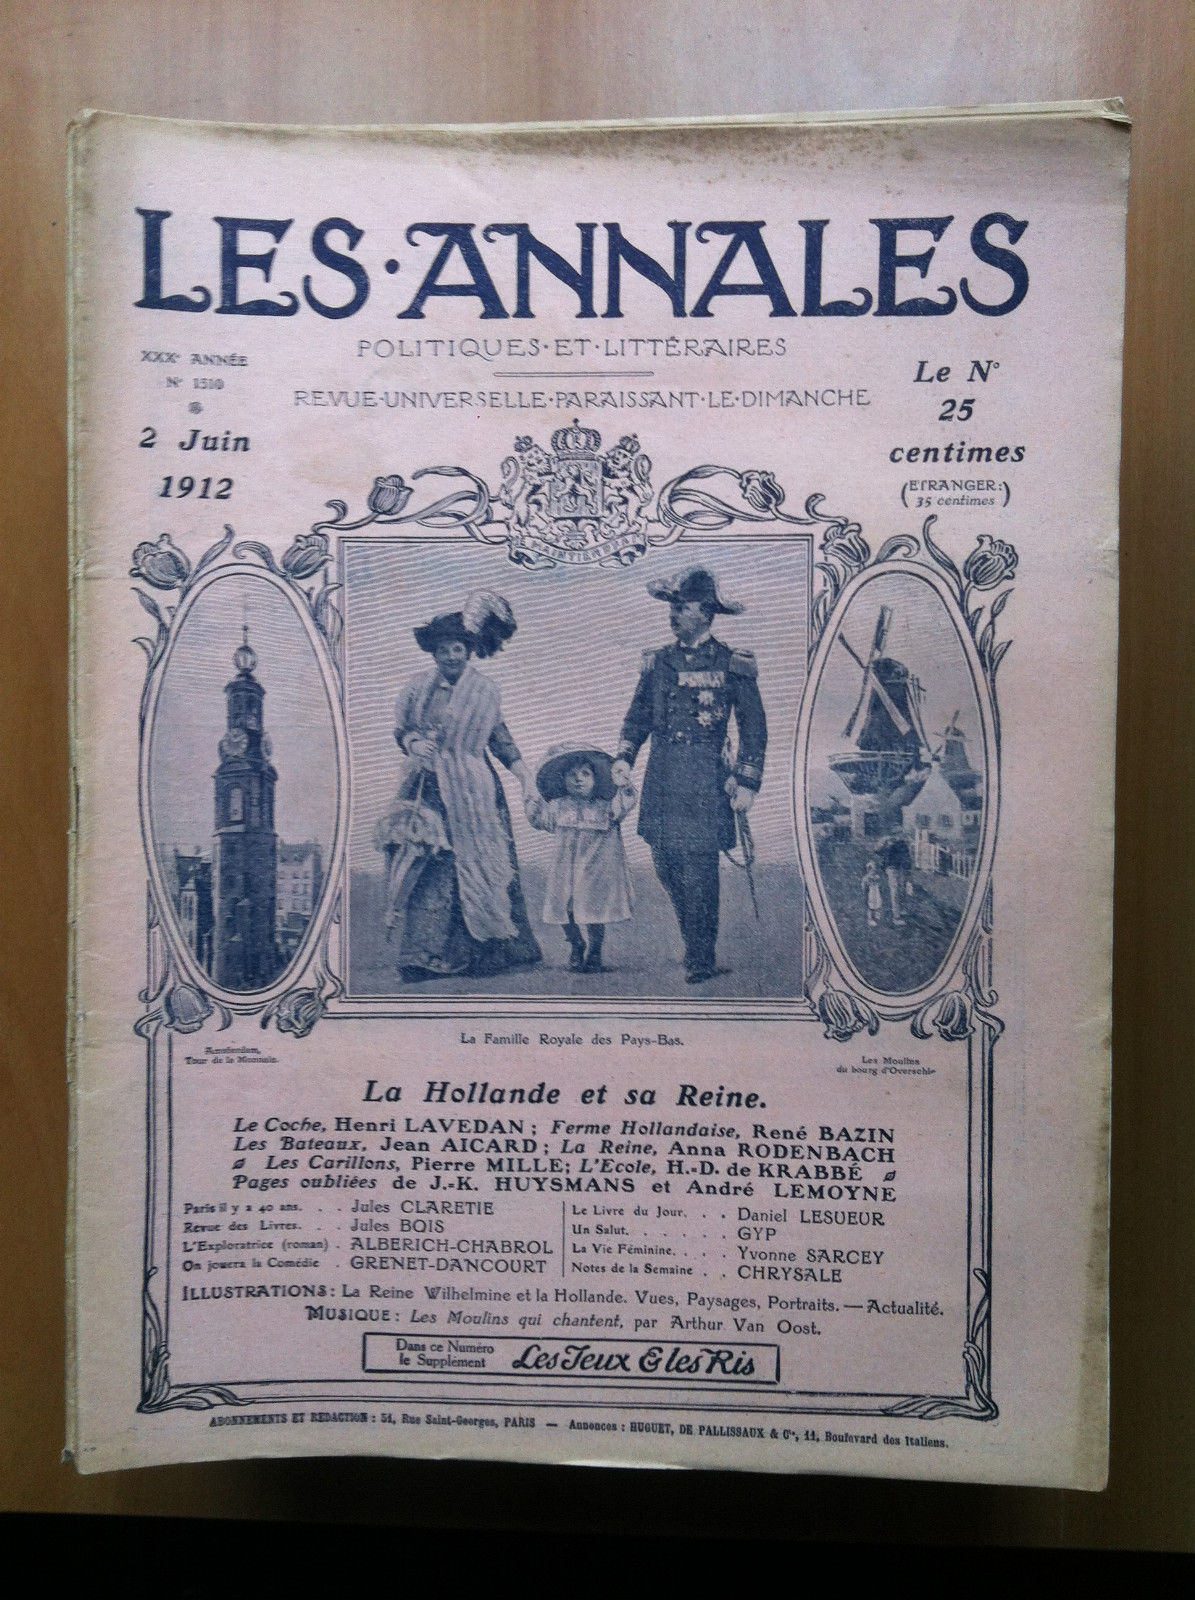 LES·ANNALES
POLITIQUES·ET·LITTÉRAIRES
REVUE·UNIVERSELLE·PARAISSANT·LE·DIMANCHE
XXXᵉ ANNÉE
Nº 1510
2 Juin
1912
Le Nº
25
centimes
(ETRANGER:
35 centimes)
MAINTIENDRAI
La Famille Royale des Pays-Bas.
Amsterdam,
Tour de la Monnaie.
Les Moulins
du bourg d'Overschie
La Hollande et sa Reine.
Le Coche, Henri LAVEDAN; Ferme Hollandaise, René BAZIN
Les Bateaux, Jean AICARD; La Reine, Anna RODENBACH
Les Carillons, Pierre MILLE; L'Ecole, H.-D. de KRABBÉ
Pages oubliées de J.-K. HUYSMANS et André LEMOYNE
Paris il y a 40 ans. . . Jules CLARETIE
Revue des Livres. . . Jules BOIS
L'Exploratrice (roman) . ALBERICH-CHABROL
On jouera la Comédie . GRENET-DANCOURT
Le Livre du Jour. . . Daniel LESUEUR
Un Salut. . . . . . GYP
La Vie Féminine. . . . Yvonne SARCEY
Notes de la Semaine . . CHRYSALE
ILLUSTRATIONS: La Reine Wilhelmine et la Hollande. Vues, Paysages, Portraits. — Actualité.
MUSIQUE: Les Moulins qui chantent, par Arthur Van Oost.
Dans ce Numéro
le Supplément
Les Jeux & les Ris
ABONNEMENTS ET REDACTION : 51, Rue Saint-Georges, PARIS — Annonces : HUGUET, DE PALLISSAUX & Cⁱᵉ, 11, Boulevard des Italiens.